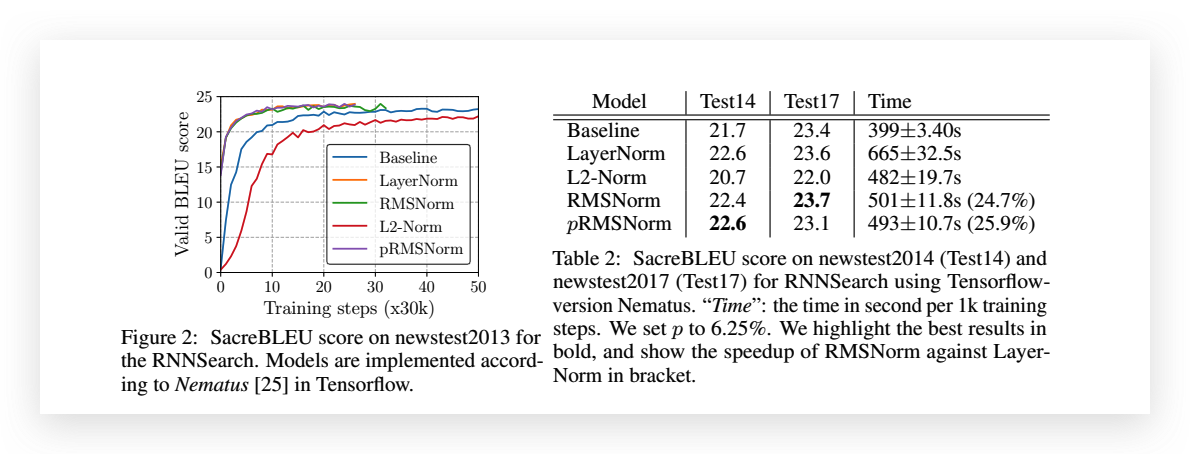 25
20
15
10
5
0
Valid BLEU score
Baseline
LayerNorm
RMSNorm
L2-Norm
pRMSNorm
0 10 20 30 40 50
Training steps (x30k)
Figure 2: SacreBLEU score on newstest2013 for
the RNNSearch. Models are implemented accord-
ing to Nematus [25] in Tensorflow.
Model Test14 Test17 Time
Baseline 21.7 23.4 399±3.40s
LayerNorm 22.6 23.6 665±32.5s
L2-Norm 20.7 22.0 482±19.7s
RMSNorm 22.4 23.7 501±11.8s (24.7%)
pRMSNorm 22.6 23.1 493±10.7s (25.9%)
Table 2: SacreBLEU score on newstest2014 (Test14) and
newstest2017 (Test17) for RNNSearch using Tensorflow-
version Nematus. “Time”: the time in second per 1k training
steps. We set p to 6.25%. We highlight the best results in
bold, and show the speedup of RMSNorm against Layer-
Norm in bracket.